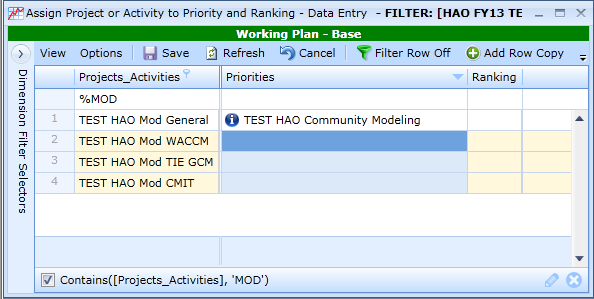 Assign Project or Activity to Priority and Ranking - Data Entry - FILTER: [HAO FY13 TE
Working Plan - Base
View Options Save Refresh Cancel Filter Row Off Add Row Copy
Dimension Filter Selectors
Projects_Activities Priorities Ranking
%MOD
1 TEST HAO Mod General TEST HAO Community Modeling
2 TEST HAO Mod WACCM
3 TEST HAO Mod TIE GCM
4 TEST HAO Mod CMIT
Contains([Projects_Activities], 'MOD')